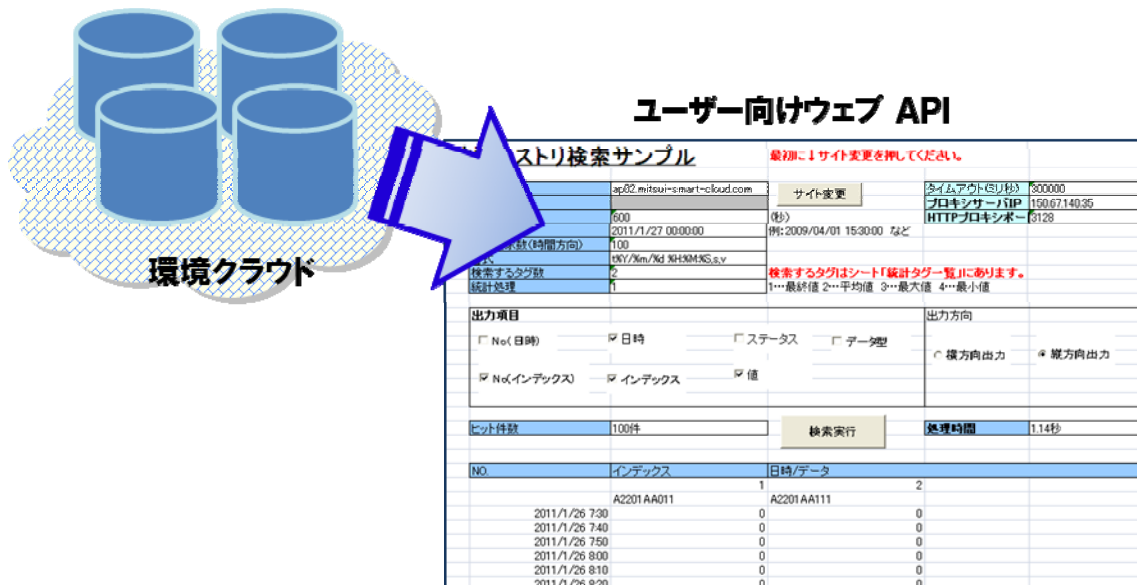 環境クラウド
ユーザー向けウェブ API
ストリ検索サンプル
最初に↓サイト変更を押してください。
ap02.mitsui-smart-cloud.com
サイト変更
タイムアウト(ミリ秒) 300000
プロキシサーバIP 150.67.140.35
600 (秒)
HTTPプロキシポー 3128
2011/1/27 00:00:00 例:2009/04/01 15:30:00 など
数(時間方向) 100
式 t%Y/%m/%d %H:%M:%S,s,v
検索するタグ数 2 検索するタグはシート「統計タグ一覧」にあります。
統計処理 1 1…最終値 2…平均値 3…最大値 4…最小値
出力項目 出力方向
No(日時) 日時 ステータス データ型
横方向出力 縦方向出力
No(インデックス) インデックス 値
ヒット件数 100件 検索実行 処理時間 1.14秒
NO. インデックス 日時/データ
1 2
A2201AA011 A2201AA111
2011/1/26 7:30 0 0
2011/1/26 7:40 0 0
2011/1/26 7:50 0 0
2011/1/26 8:00 0 0
2011/1/26 8:10 0 0
2011/1/26 8:20 0 0